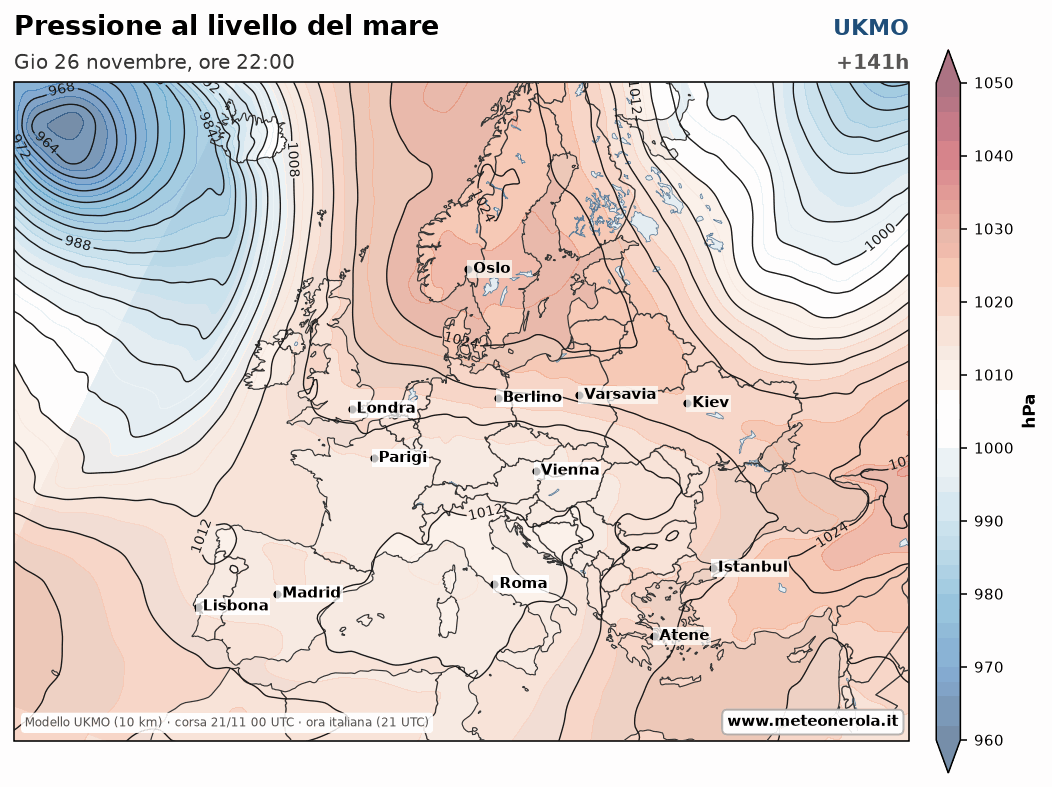 Pressione al livello del mare
UKMO
Gio 26 novembre, ore 22:00
+141h
968
964
972
984
988
1008
1012
1024
1000
1024
Oslo
Londra
Berlino
Varsavia
Kiev
Parigi
Vienna
1012
1012
1024
Istanbul
Madrid
Roma
Lisbona
Atene
Modello UKMO (10 km) · corsa 21/11 00 UTC · ora italiana (21 UTC)
www.meteonerola.it
1050
1040
1030
1020
1010
1000
990
980
970
960
hPa